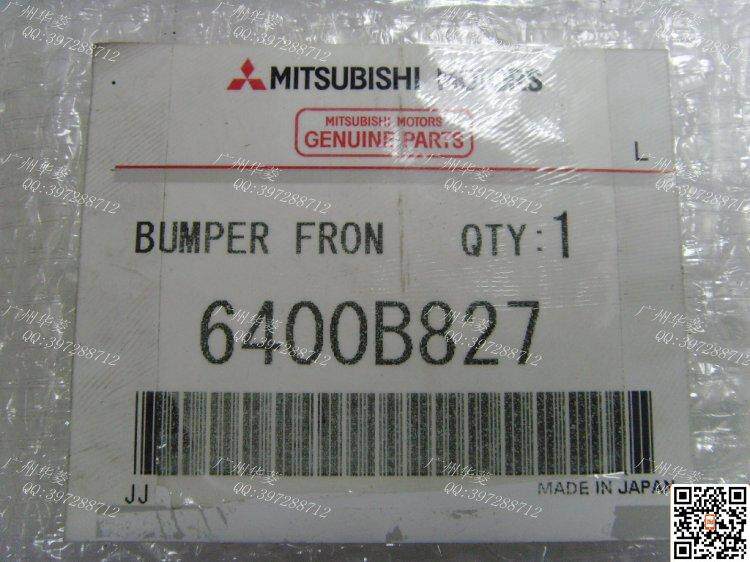 MITSUBISHI MOTORS
MITSUBISHI MOTORS
GENUINE PARTS
L
BUMPER FRON QTY:1
6400B827
JJ
MADE IN JAPAN
广州华菱
QQ:397288712